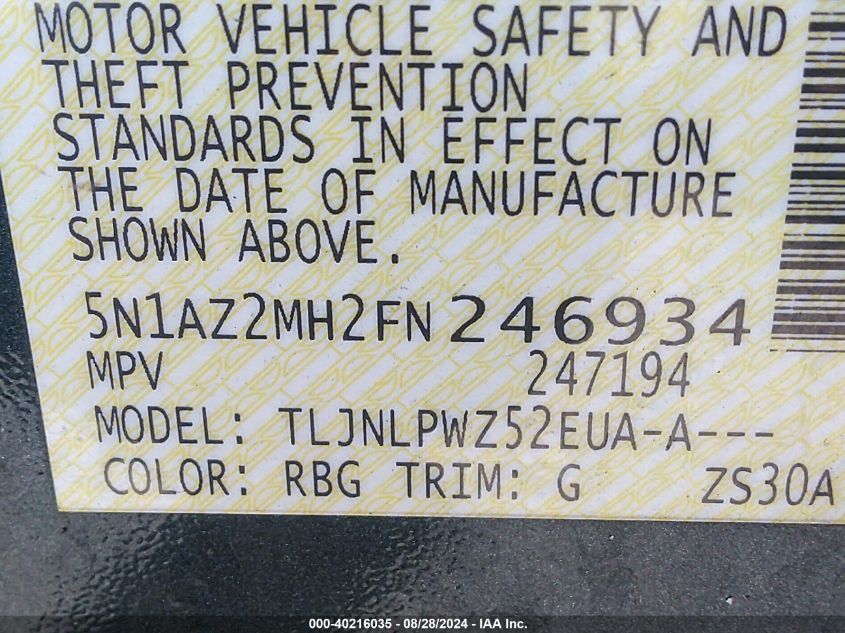 MOTOR VEHICLE SAFETY AND
THEFT PREVENTION
STANDARDS IN EFFECT ON
THE DATE OF MANUFACTURE
SHOWN ABOVE.
5N1AZ2MH2FN246934
MPV 247194
MODEL: TLJNLPWZ52EUA-A---
COLOR: RBG TRIM: G ZS30A
000-40216035 - 08/28/2024 - IAA Inc.